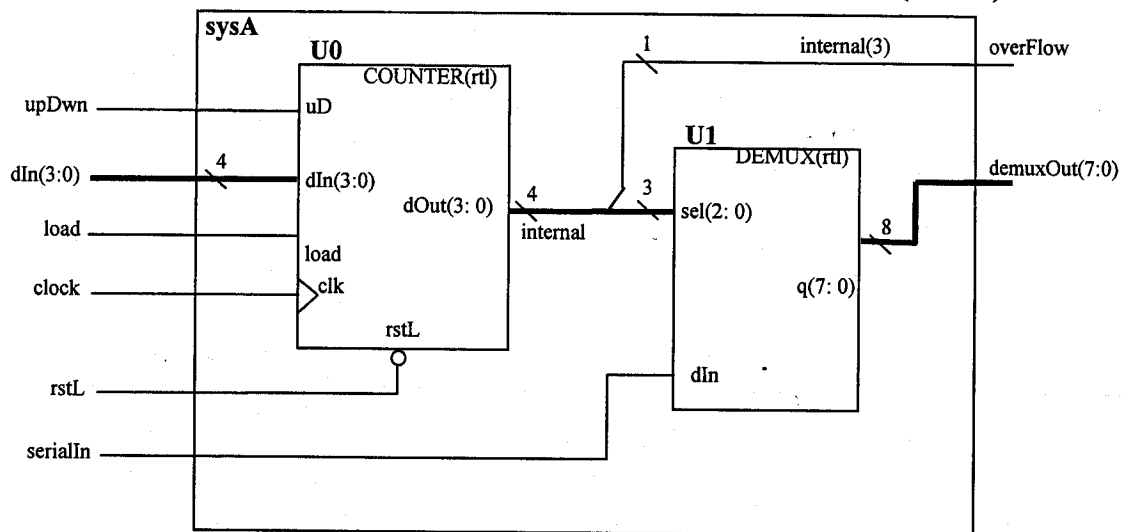 sysA
U0
COUNTER(rtl)
upDwn
uD
dIn(3:0)
4
dIn(3:0)
load
load
clock
clk
rstL
rstL
serialIn
dOut(3: 0)
4
internal
3
1
internal(3)
overFlow
U1
DEMUX(rtl)
sel(2: 0)
8
demuxOut(7:0)
q(7: 0)
dIn